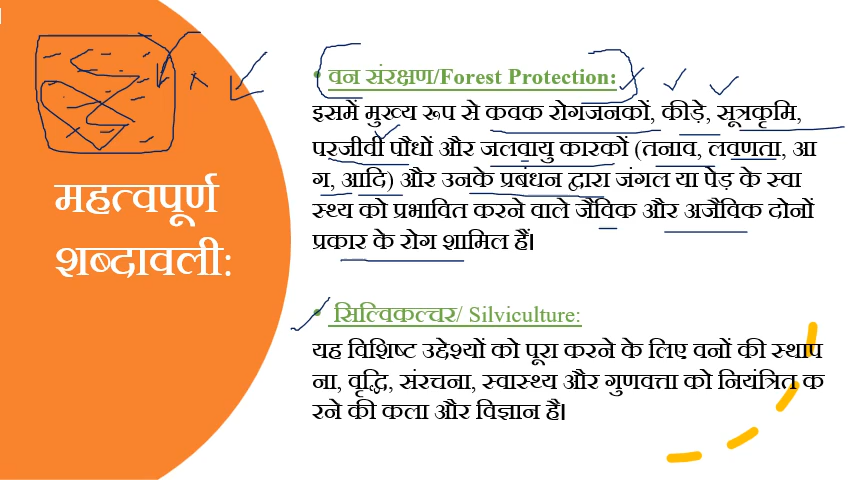 महत्वपूर्ण
शब्दावली:
• वन संरक्षण/Forest Protection:
इसमें मुख्य रूप से कवक रोगजनकों, कीड़े, सूत्रकृमि,
परजीवी पौधों और जलवायु कारकों (तनाव, लवणता, आ
ग, आदि) और उनके प्रबंधन द्वारा जंगल या पेड़ के स्वा
स्थ्य को प्रभावित करने वाले जैविक और अजैविक दोनों
प्रकार के रोग शामिल हैं।
• सिल्विकल्चर/ Silviculture:
यह विशिष्ट उद्देश्यों को पूरा करने के लिए वनों की स्थाप
ना, वृद्धि, संरचना, स्वास्थ्य और गुणवत्ता को नियंत्रित क
रने की कला और विज्ञान है।